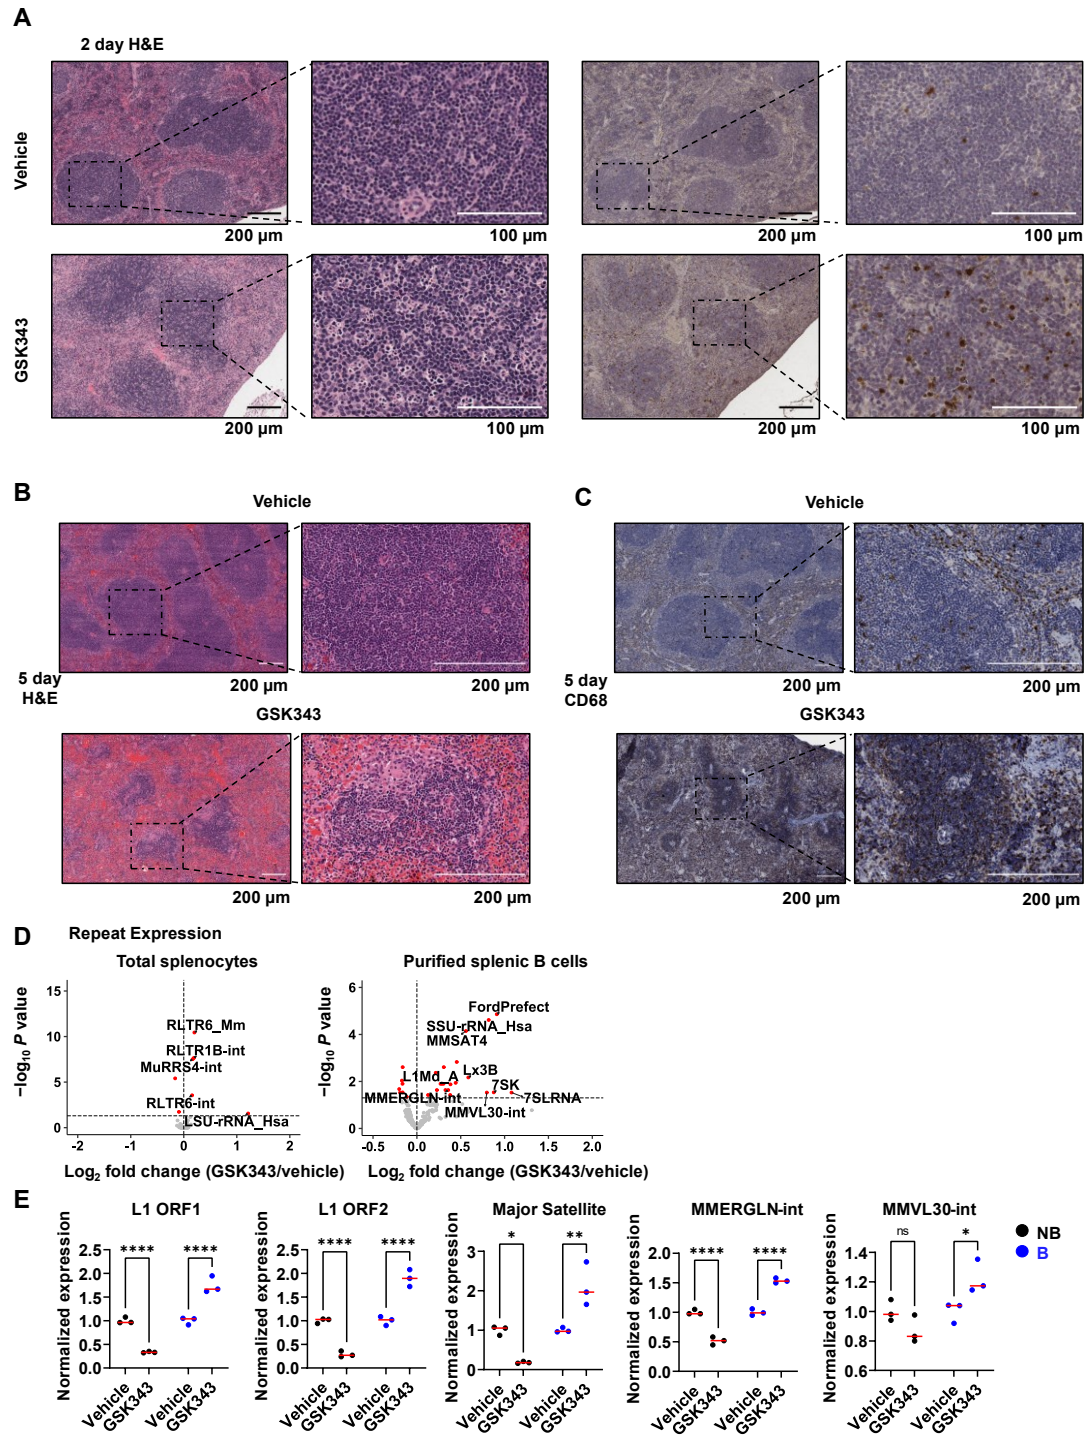 A
2 day H&E
Vehicle
200 µm
100 µm
200 µm
100 µm
GSK343
200 µm
100 µm
200 µm
100 µm
B
Vehicle
5 day
H&E
200 µm
200 µm
GSK343
200 µm
200 µm
C
Vehicle
5 day
CD68
200 µm
200 µm
GSK343
200 µm
200 µm
D
Repeat Expression
Total splenocytes
−log10 P value
15
10
5
0
RLTR6_Mm
RLTR1B-int
MuRRS4-int
RLTR6-int
LSU-rRNA_Hsa
-2
-1
0
1
2
Log2 fold change (GSK343/vehicle)
Purified splenic B cells
−log10 P value
6
4
2
0
FordPrefect
SSU-rRNA_Hsa
MMSAT4
L1Md_A
Lx3B
7SK
MMERGLN-int
7SLRNA
MMVL30-int
-0.5
0.0
0.5
1.0
1.5
2.0
Log2 fold change (GSK343/vehicle)
E
L1 ORF1
Normalized expression
2.5
2.0
1.5
1.0
0.5
0.0
****
****
Vehicle
GSK343
Vehicle
GSK343
L1 ORF2
Normalized expression
2.5
2.0
1.5
1.0
0.5
0.0
****
****
Vehicle
GSK343
Vehicle
GSK343
Major Satellite
Normalized expression
3
2
1
0
*
**
Vehicle
GSK343
Vehicle
GSK343
MMERGLN-int
Normalized expression
2.0
1.5
1.0
0.5
0.0
****
****
Vehicle
GSK343
Vehicle
GSK343
MMVL30-int
Normalized expression
1.4
1.2
1.0
0.8
0.6
ns
*
Vehicle
GSK343
Vehicle
GSK343
NB
B